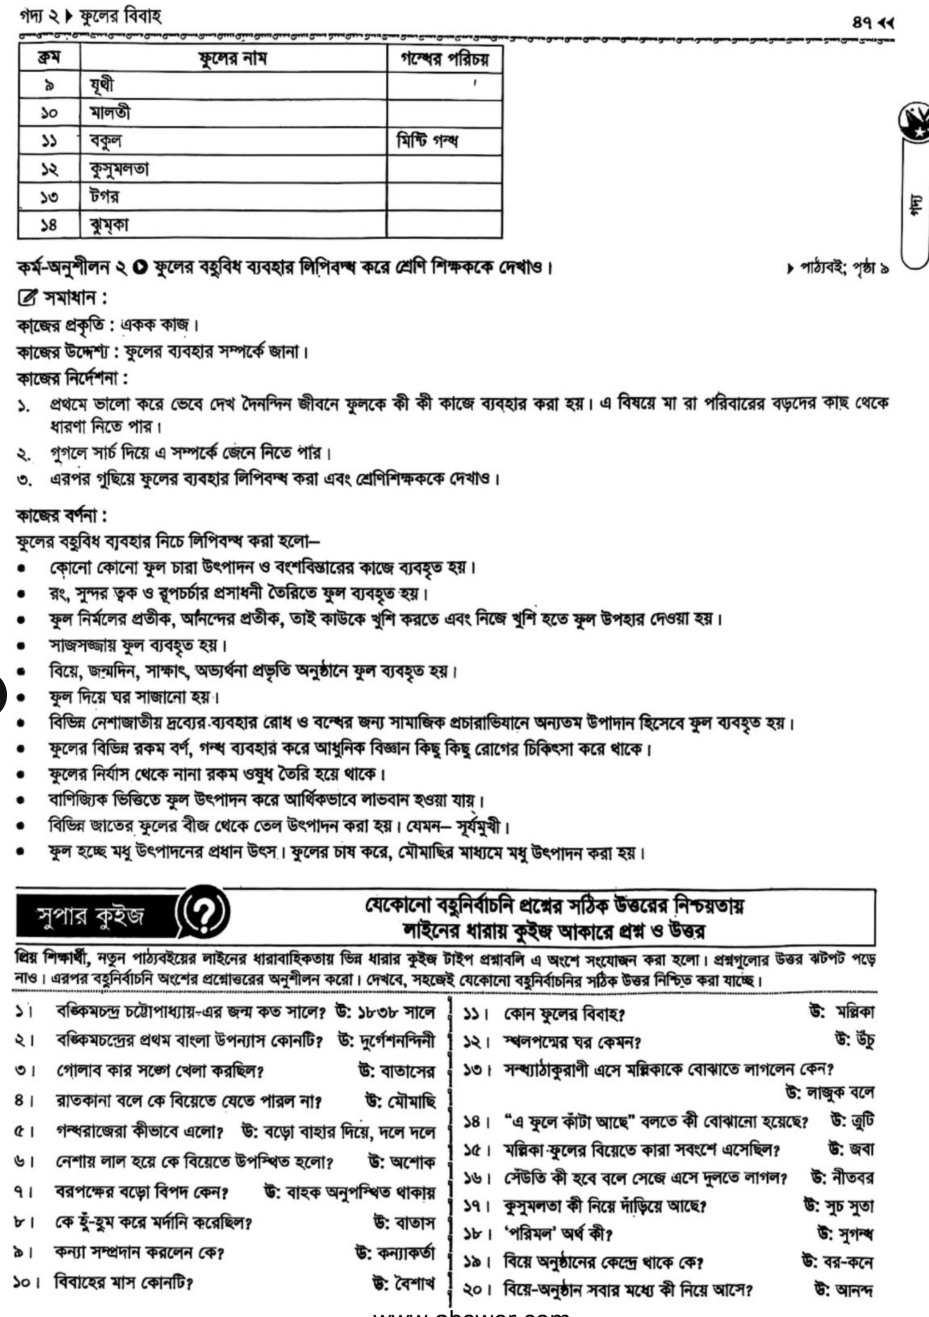 গদ্য ২ ▶ ফুলের বিবাহ
৪৭ ◀◀
ক্রম ফুলের নাম গন্ধের পরিচয়
৯ যূথী
১০ মালতী
১১ বকুল মিষ্টি গন্ধ
১২ কুসুমলতা
১৩ টগর
১৪ ঝুমকা
গদ্য
কর্ম-অনুশীলন ২ ফুলের বহুবিধ ব্যবহার লিপিবদ্ধ করে শ্রেণি শিক্ষককে দেখাও। ▶ পাঠ্যবই; পৃষ্ঠা ৯
সমাধান :
কাজের প্রকৃতি : একক কাজ।
কাজের উদ্দেশ্য : ফুলের ব্যবহার সম্পর্কে জানা।
কাজের নির্দেশনা :
১. প্রথমে ভালো করে ভেবে দেখ দৈনন্দিন জীবনে ফুলকে কী কী কাজে ব্যবহার করা হয়। এ বিষয়ে মা রা পরিবারের বড়দের কাছ থেকে
ধারণা নিতে পার।
২. গুগলে সার্চ দিয়ে এ সম্পর্কে জেনে নিতে পার।
৩. এরপর গুছিয়ে ফুলের ব্যবহার লিপিবদ্ধ করা এবং শ্রেণিশিক্ষককে দেখাও।
কাজের বর্ণনা :
ফুলের বহুবিধ ব্যবহার নিচে লিপিবদ্ধ করা হলো—
• কোনো কোনো ফুল চারা উৎপাদন ও বংশবিস্তারের কাজে ব্যবহৃত হয়।
• রং, সুন্দর ত্বক ও রূপচর্চার প্রসাধনী তৈরিতে ফুল ব্যবহৃত হয়।
• ফুল নির্মলের প্রতীক, আনন্দের প্রতীক, তাই কাউকে খুশি করতে এবং নিজে খুশি হতে ফুল উপহার দেওয়া হয়।
• সাজসজ্জায় ফুল ব্যবহৃত হয়।
• বিয়ে, জন্মদিন, সাক্ষাৎ, অভ্যর্থনা প্রভৃতি অনুষ্ঠানে ফুল ব্যবহৃত হয়।
• ফুল দিয়ে ঘর সাজানো হয়।
• বিভিন্ন নেশাজাতীয় দ্রব্যের ব্যবহার রোধ ও বন্ধের জন্য সামাজিক প্রচারাভিযানে অন্যতম উপাদান হিসেবে ফুল ব্যবহৃত হয়।
• ফুলের বিভিন্ন রকম বর্ণ, গন্ধ ব্যবহার করে আধুনিক বিজ্ঞান কিছু কিছু রোগের চিকিৎসা করে থাকে।
• ফুলের নির্যাস থেকে নানা রকম ওষুধ তৈরি হয়ে থাকে।
• বাণিজ্যিক ভিত্তিতে ফুল উৎপাদন করে আর্থিকভাবে লাভবান হওয়া যায়।
• বিভিন্ন জাতের ফুলের বীজ থেকে তেল উৎপাদন করা হয়। যেমন– সূর্যমুখী।
• ফুল হচ্ছে মধু উৎপাদনের প্রধান উৎস। ফুলের চাষ করে, মৌমাছির মাধ্যমে মধু উৎপাদন করা হয়।
সুপার কুইজ
যেকোনো বহুনির্বাচনি প্রশ্নের সঠিক উত্তরের নিশ্চয়তায়
লাইনের ধারায় কুইজ আকারে প্রশ্ন ও উত্তর
প্রিয় শিক্ষার্থী, নতুন পাঠ্যবইয়ের লাইনের ধারাবাহিকতায় ভিন্ন ধারার কুইজ টাইপ প্রশ্নাবলি এ অংশে সংযোজন করা হলো। প্রশ্নগুলোর উত্তর ঝটপট পড়ে
নাও। এরপর বহুনির্বাচনি অংশের প্রশ্নোত্তরের অনুশীলন করো। দেখবে, সহজেই যেকোনো বহুনির্বাচনির সঠিক উত্তর নিশ্চিত করা যাচ্ছে।
১। বঙ্কিমচন্দ্র চট্টোপাধ্যায়-এর জন্ম কত সালে? উ: ১৮৩৮ সালে
২। বঙ্কিমচন্দ্রের প্রথম বাংলা উপন্যাস কোনটি? উ: দুর্গেশনন্দিনী
৩। গোলাব কার সঙ্গে খেলা করছিল? উ: বাতাসের
৪। রাতকানা বলে কে বিয়েতে যেতে পারল না? উ: মৌমাছি
৫। গন্ধরাজেরা কীভাবে এলো? উ: বড়ো বাহার দিয়ে, দলে দলে
৬। নেশায় লাল হয়ে কে বিয়েতে উপস্থিত হলো? উ: অশোক
৭। বরপক্ষের বড়ো বিপদ কেন? উ: বাহক অনুপস্থিত থাকায়
৮। কে হুঁ-হুম করে মর্দানি করেছিল? উ: বাতাস
৯। কন্যা সম্প্রদান করলেন কে? উ: কন্যাকর্তা
১০। বিবাহের মাস কোনটি? উ: বৈশাখ
১১। কোন ফুলের বিবাহ? উ: মল্লিকা
১২। স্থলপদ্মের ঘর কেমন? উ: উঁচু
১৩। সন্ধ্যাঠাকুরাণী এসে মল্লিকাকে বোঝাতে লাগলেন কেন?
উ: লাজুক বলে
১৪। “এ ফুলে কাঁটা আছে” বলতে কী বোঝানো হয়েছে? উ: ত্রুটি
১৫। মল্লিকা ফুলের বিয়েতে কারা সবংশে এসেছিল? উ: জবা
১৬। সেঁউতি কী হবে বলে সেজে এসে দুলতে লাগল? উ: নীতবর
১৭। কুসুমলতা কী নিয়ে দাঁড়িয়ে আছে? উ: সুচ সুতা
১৮। ‘পরিমল’ অর্থ কী? উ: সুগন্ধ
১৯। বিয়ে অনুষ্ঠানের কেন্দ্রে থাকে কে? উ: বর-কনে
২০। বিয়ে-অনুষ্ঠান সবার মধ্যে কী নিয়ে আসে? উ: আনন্দ